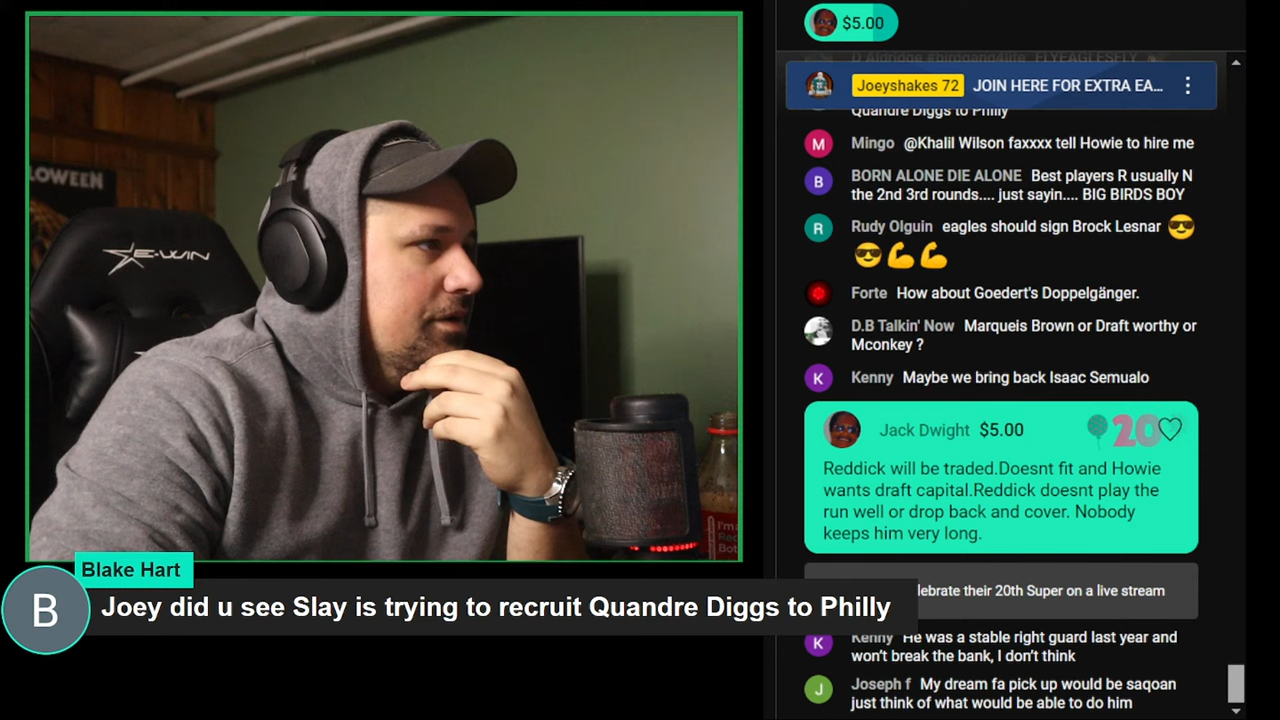 $5.00
D Aldridge #birdgang4life FLYEAGLESFLY
Joeyshakes 72 JOIN HERE FOR EXTRA EA...
Quandre Diggs to Philly
M Mingo @Khalil Wilson faxxxx tell Howie to hire me
B BORN ALONE DIE ALONE Best players R usually N
the 2nd 3rd rounds.... just sayin.... BIG BIRDS BOY
R Rudy Olguin eagles should sign Brock Lesnar 😎
😎💪💪
Forte How about Goedert's Dopelgänger.
D.B Talkin' Now Marqueis Brown or Draft worthy or
Mconkey ?
K Kenny Maybe we bring back Isaac Semualo
Jack Dwight $5.00 20
Reddick will be traded.Doesnt fit and Howie
wants draft capital.Reddick doesnt play the
run well or drop back and cover. Nobody
keeps him very long.
lebrate their 20th Super on a live stream
K Kenny He was a stable right guard last year and
won't break the bank, I don't think
J Joseph f My dream fa pick up would be saqoan
just think of what would be able to do him
LOWEEN
E-WIN
I'm a
Rec
Bot
Blake Hart
B Joey did u see Slay is trying to recruit Quandre Diggs to Philly